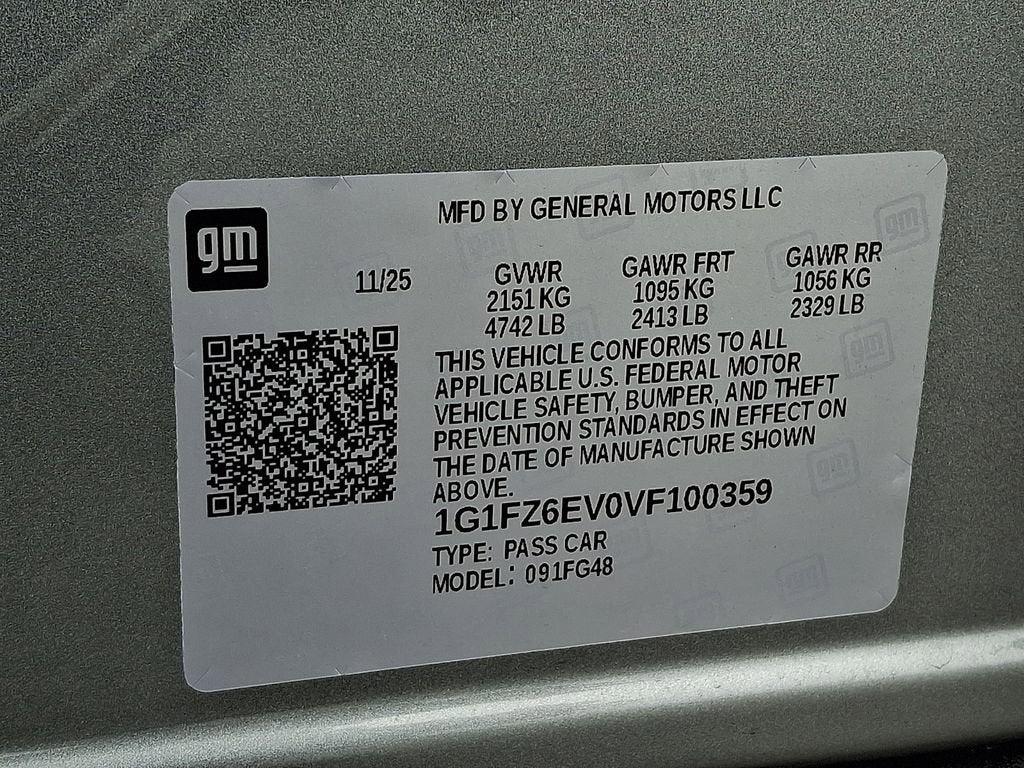 gm
MFD BY GENERAL MOTORS LLC
11/25
GVWR
2151 KG
4742 LB
GAWR FRT
1095 KG
2413 LB
GAWR RR
1056 KG
2329 LB
THIS VEHICLE CONFORMS TO ALL
APPLICABLE U.S. FEDERAL MOTOR
VEHICLE SAFETY, BUMPER, AND THEFT
PREVENTION STANDARDS IN EFFECT ON
THE DATE OF MANUFACTURE SHOWN
ABOVE.
1G1FZ6EV0VF100359
TYPE: PASS CAR
MODEL: 091FG48